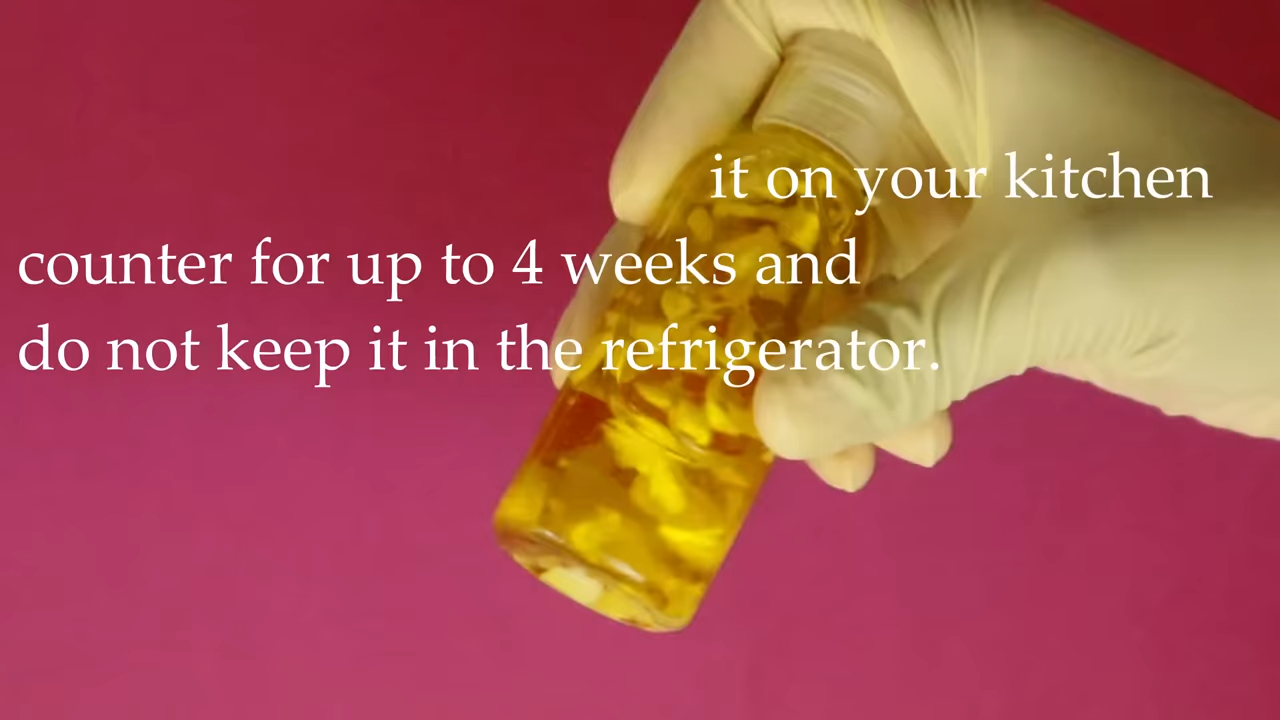 it on your kitchen
counter for up to 4 weeks and
do not keep it in the refrigerator.